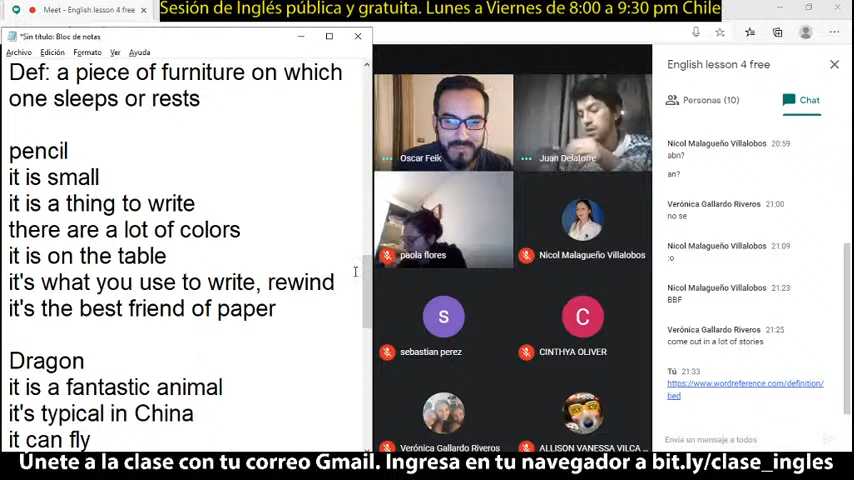 Sesión de Inglés pública y gratuita. Lunes a Viernes de 8:00 a 9:30 pm Chile
Meet - English lesson 4 free
*Sin título: Bloc de notas
Archivo Edición Formato Ver Ayuda
Def: a piece of furniture on which
one sleeps or rests
pencil
it is small
it is a thing to write
there are a lot of colors
it is on the table
it's what you use to write, rewind
it's the best friend of paper
Dragon
it is a fantastic animal
it's typical in China
it can fly
Oscar Feik
Juan Delatorre
paola flores
Nicol Malagueño Villalobos
s
sebastian perez
C
CINTHYA OLIVER
Verónica Gallardo Riveros
ALLISON VANESSA VILCA
English lesson 4 free
Personas (10)
Chat
Nicol Malagueño Villalobos 20:59
abn?
an?
Verónica Gallardo Riveros 21:00
no se
Nicol Malagueño Villalobos 21:09
:o
Nicol Malagueño Villalobos 21:23
BBF
Verónica Gallardo Riveros 21:25
come out in a lot of stories
Tú 21:33
https://www.wordreference.com/definition/
bed
Envía un mensaje a todos
Únete a la clase con tu correo Gmail. Ingresa en tu navegador a bit.ly/clase_ingles